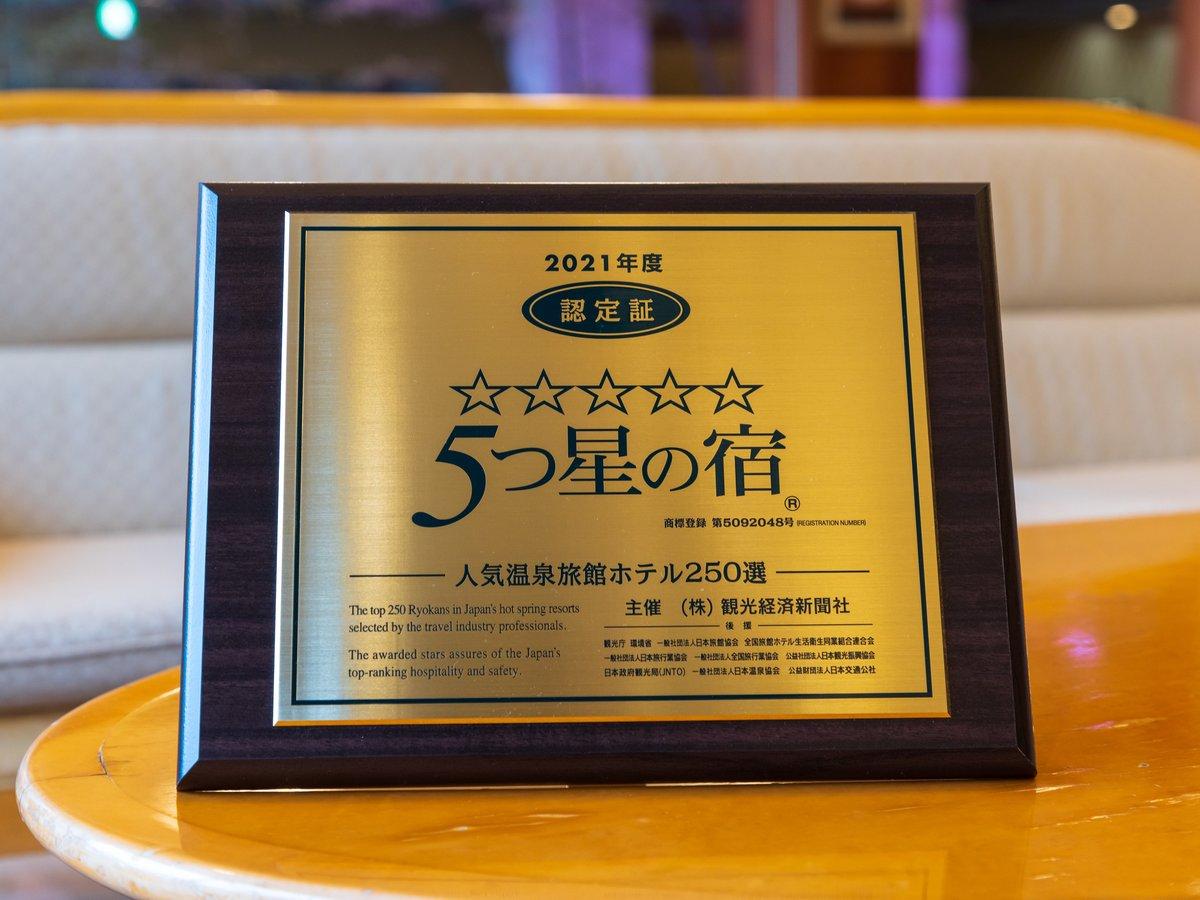 2021年度
認定証
☆☆☆☆☆
5つ星の宿®
商標登録 第5092048号 (REGISTRATION NUMBER)
人気温泉旅館ホテル250選
The top 250 Ryokans in Japan's hot spring resorts
selected by the travel industry professionals.
The awarded stars assures of the Japan's
top-ranking hospitality and safety.
主催 (株)観光経済新聞社
後援
観光庁 環境省 一般社団法人日本旅館協会 全国旅館ホテル生活衛生同業組合連合会
一般社団法人日本旅行業協会 一般社団法人全国旅行業協会 公益社団法人日本観光振興協会
日本政府観光局(JNTO) 一般社団法人日本温泉協会 公益財団法人日本交通公社